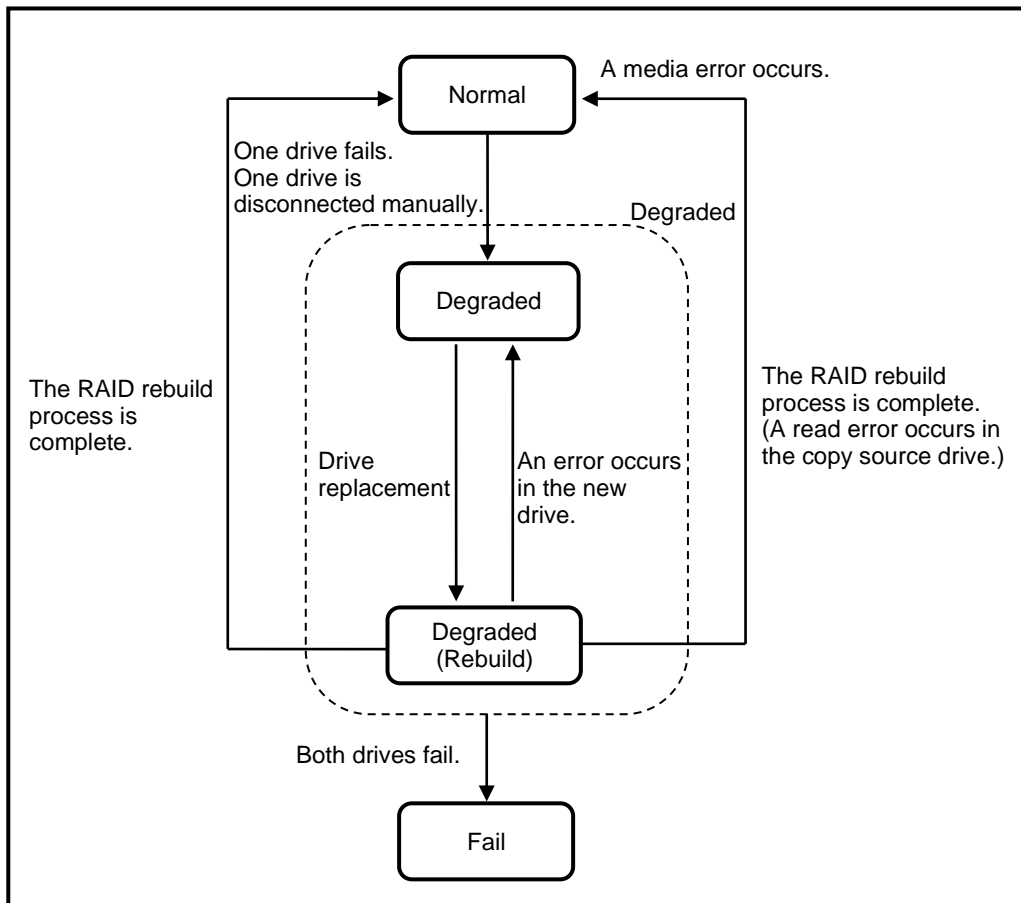 Normal
A media error occurs.
One drive fails.
One drive is
disconnected manually.
Degraded
Degraded
The RAID rebuild
process is
complete.
The RAID rebuild
process is complete.
(A read error occurs in
the copy source drive.)
Drive
replacement
An error occurs
in the new
drive.
Degraded
(Rebuild)
Both drives fail.
Fail